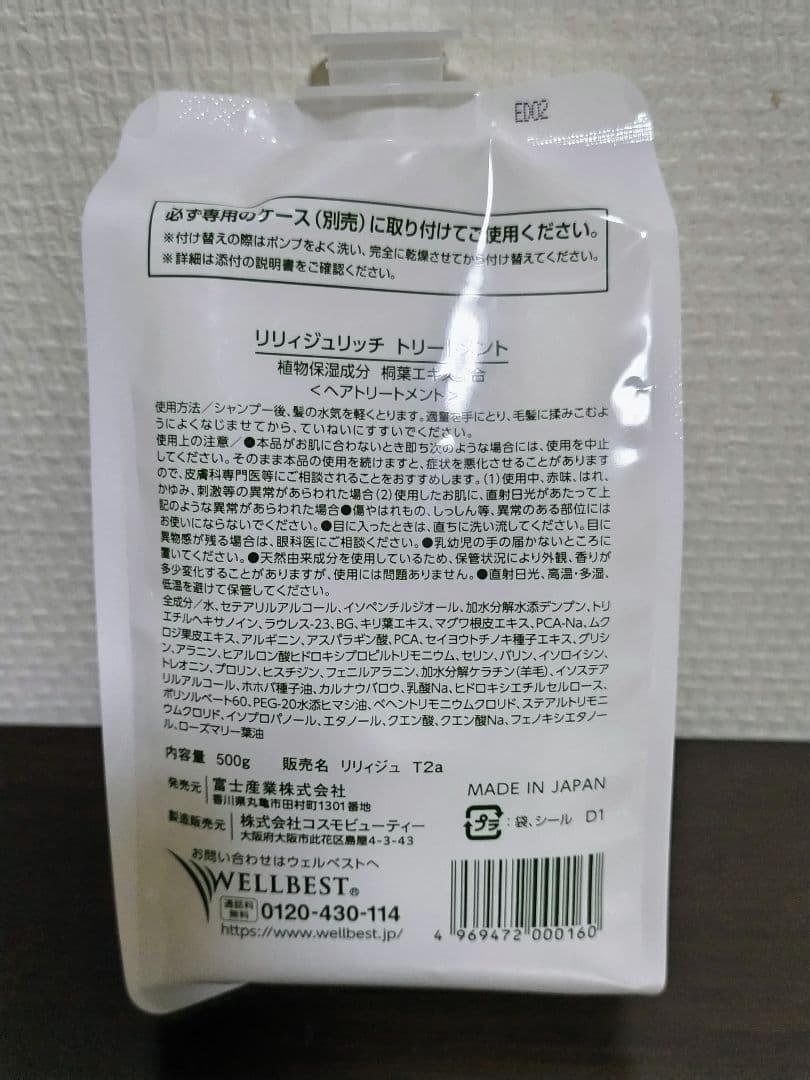 ED02
必ず専用のケース(別売)に取り付けてご使用ください。
※付け替えの際はポンプをよく洗い、完全に乾燥させてから付け替えてください。
※詳細は添付の説明書をご確認ください。
リリィジュリッチ トリートメント
植物保湿成分 桐葉エキス 合
<ヘアトリートメント>
使用方法/シャンプー後、髪の水気を軽くとります。適量を手にとり、毛髪に揉みこむよ
うによくなじませてから、ていねいにすすいでください。
使用上の注意/●本品がお肌に合わないとき即ち次のような場合には、使用を中止
してください。そのまま本品の使用を続けますと、症状を悪化させることがあります
ので、皮膚科専門医等にご相談されることをおすすめします。(1)使用中、赤味、はれ、
かゆみ、刺激等の異常があらわれた場合(2)使用したお肌に、直射日光があたって上
記のような異常があらわれた場合●傷やはれもの、しっしん等、異常のある部位には
お使いにならないでください。●目に入ったときは、直ちに洗い流してください。目に
異物感が残る場合は、眼科医にご相談ください。●乳幼児の手の届かないところに
置いてください。●天然由来成分を使用しているため、保管状況により外観、香りが
多少変化することがありますが、使用には問題ありません。●直射日光、高温・多湿、
低温を避けて保管してください。
全成分/水、セテアリルアルコール、イソペンチルジオール、加水分解水添デンプン、トリ
エチルヘキサノイン、ラウレス-23、BG、キリ葉エキス、マグワ根皮エキス、PCA-Na、ムク
ロジ果皮エキス、アルギニン、アスパラギン酸、PCA、セイヨウトチノキ種子エキス、グリシ
ン、アラニン、ヒアルロン酸ヒドロキシプロピルトリモニウム、セリン、バリン、イソロイシン、
トレオニン、プロリン、ヒスチジン、フェニルアラニン、加水分解ケラチン(羊毛)、イソステア
リルアルコール、ホホバ種子油、カルナウバロウ、乳酸Na、ヒドロキシエチルセルロース、
ポリソルベート60、PEG-20水添ヒマシ油、ベヘントリモニウムクロリド、ステアルトリモニ
ウムクロリド、イソプロパノール、エタノール、クエン酸、クエン酸Na、フェノキシエタノー
ル、ローズマリー葉油
内容量 500g 販売名 リリィジュ T2a
発売元 富士産業株式会社
香川県丸亀市田村町1301番地
MADE IN JAPAN
製造販売元 株式会社コスモビューティー
大阪府大阪市此花区島屋4-3-43
プラ :袋、シール D1
お問い合わせはウェルベストへ
WELLBEST®
通話料無料 0120-430-114
https://www.wellbest.jp/
4 969472 000160